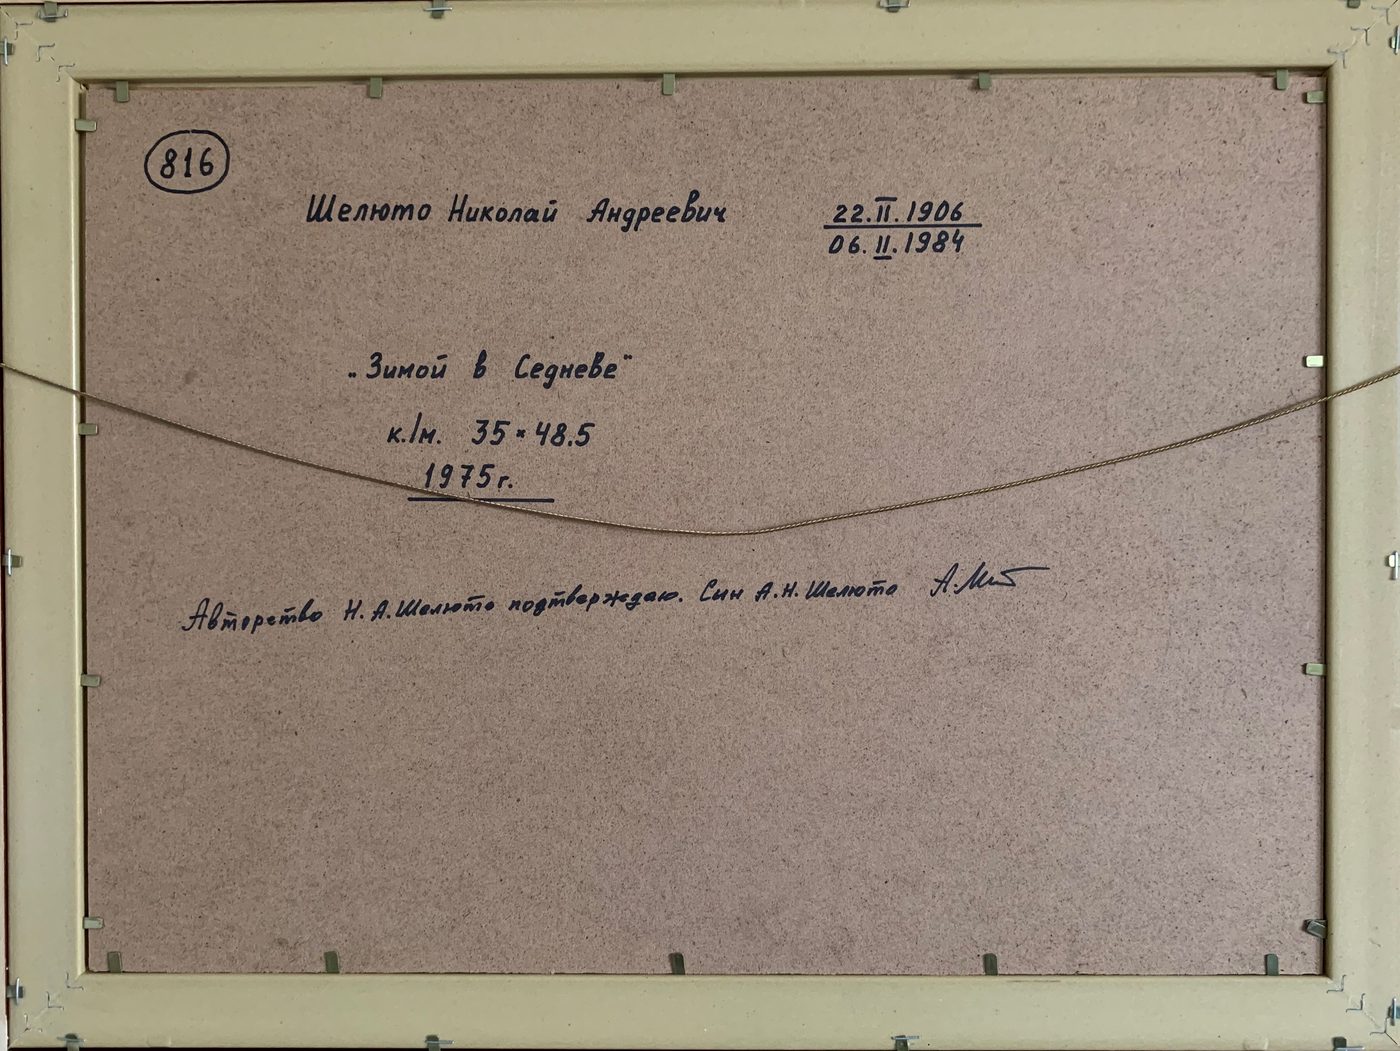 816
Шелюто Николай Андреевич 22.II.1906
06.II.1984
„Зимой в Седневе"
к./м. 35×48.5
1975г.
Авторство Н.А.Шелюто подтверждаю. Сын А.Н.Шелюто